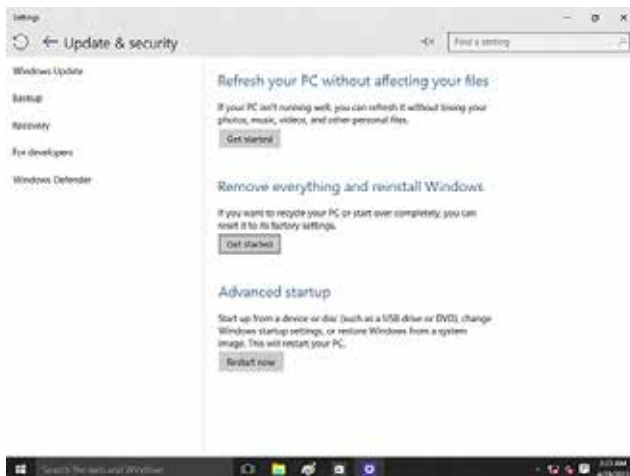 Settings
Update & security
Find a setting
Windows Update
Backup
Recovery
For developers
Windows Defender
Refresh your PC without affecting your files
If your PC isn't running well, you can refresh it without losing your
photos, music, videos, and other personal files.
Get started
Remove everything and reinstall Windows
If you want to recycle your PC or start over completely, you can
reset it to its factory settings.
Get started
Advanced startup
Start up from a device or disc (such as a USB drive or DVD), change
Windows startup settings, or restore Windows from a system
image. This will restart your PC.
Restart now
Search the web and Windows